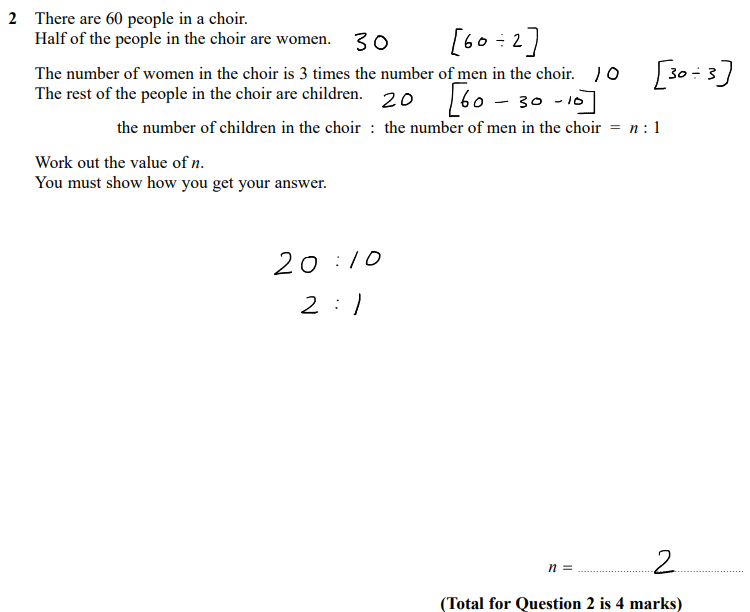 2 There are 60 people in a choir.
Half of the people in the choir are women. 30 [60 ÷ 2]
The number of women in the choir is 3 times the number of men in the choir. 10 [30 ÷ 3]
The rest of the people in the choir are children. 20 [60 - 30 - 10]
the number of children in the choir : the number of men in the choir = n : 1
Work out the value of n.
You must show how you get your answer.
20 : 10
2 : 1
n = 2
(Total for Question 2 is 4 marks)